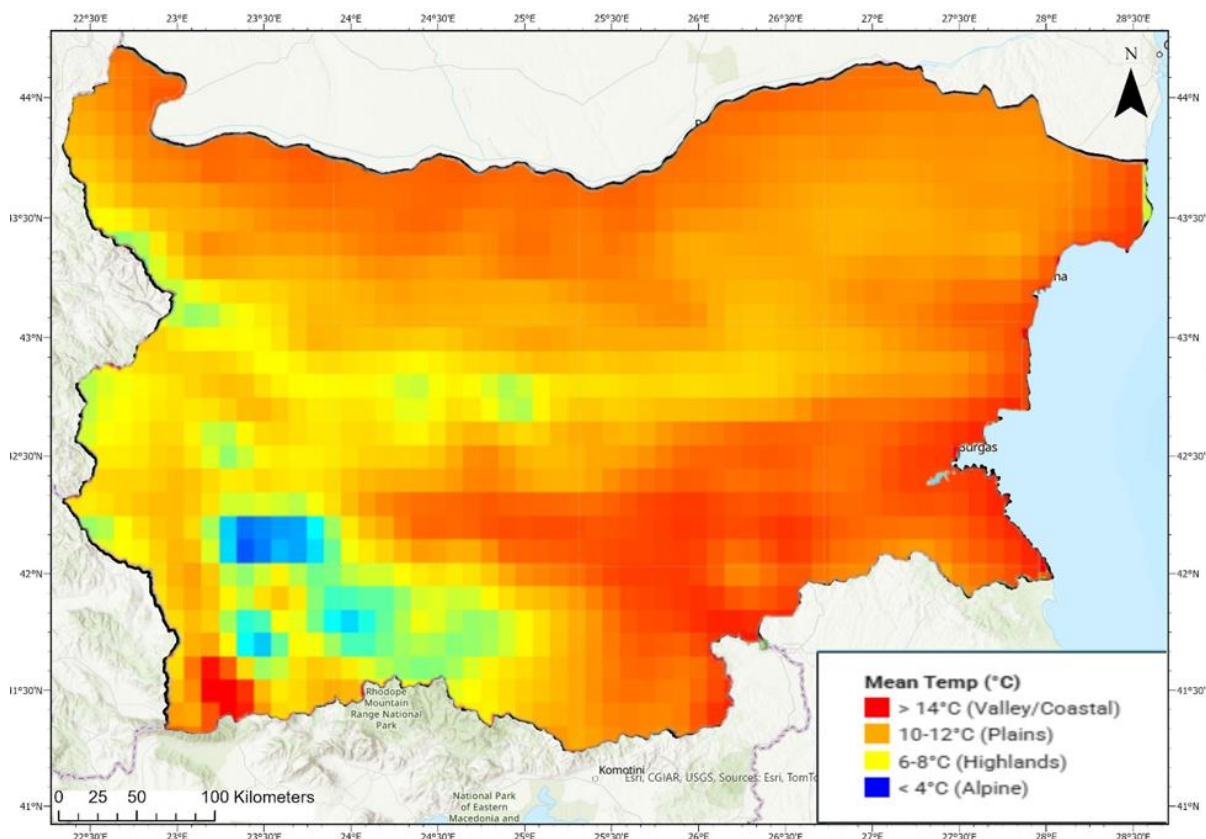 22°30'E 23°E 23°30'E 24°E 24°30'E 25°E 25°30'E 26°E 26°30'E 27°E 27°30'E 28°E 28°30'E
N
44°N 44°N
43°30'N 43°30'N
na
43°N 43°N
42°30'N Burgas 42°30'N
42°N 42°N
Mean Temp (°C)
> 14°C (Valley/Coastal)
10-12°C (Plains)
6-8°C (Highlands)
< 4°C (Alpine)
41°30'N 41°30'N
Rhodope
Mountain
Range National
Park
Komotini
Esri, CGIAR, USGS, Sources: Esri, TomTo
National Park
of Eastern
Macedonia and
0 25 50 100 Kilometers
41°N 41°N
22°30'E 23°E 23°30'E 24°E 24°30'E 25°E 25°30'E 26°E 26°30'E 27°E 27°30'E 28°E 28°30'E